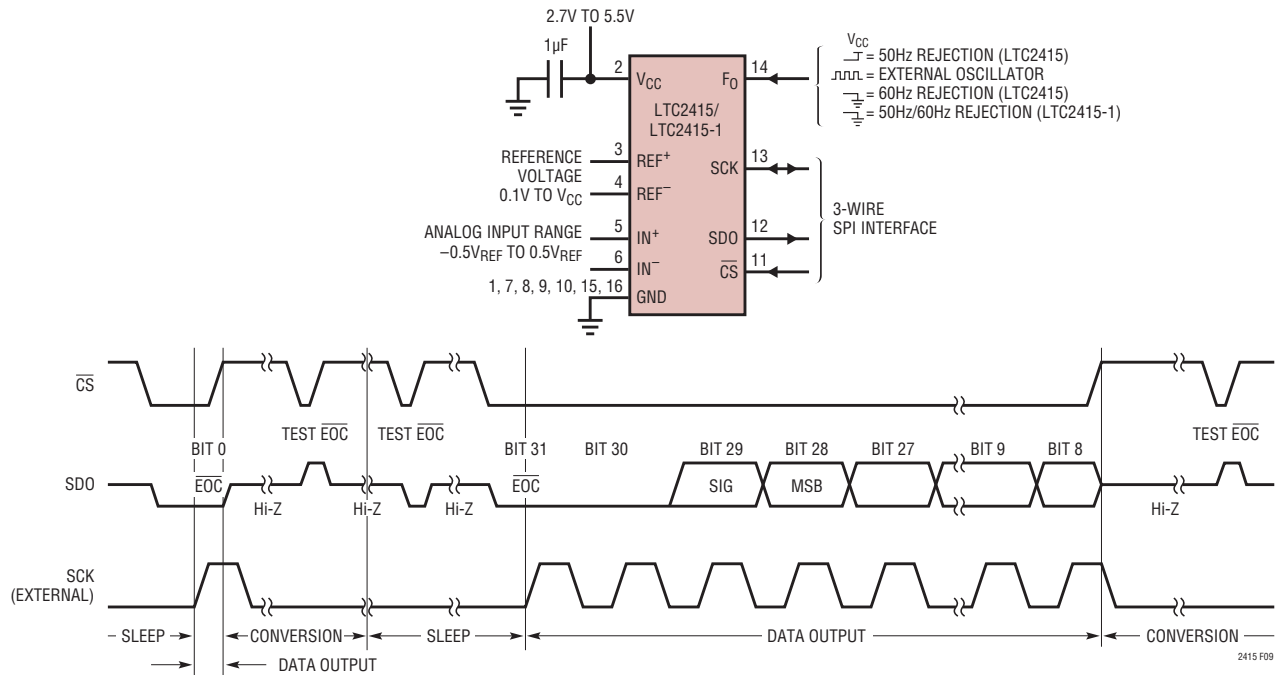 2.7V TO 5.5V
1µF
2
VCC
LTC2415/
LTC2415-1
REFERENCE
VOLTAGE
0.1V TO VCC
3
REF+
4
REF−
ANALOG INPUT RANGE
–0.5VREF TO 0.5VREF
5
IN+
6
IN−
1, 7, 8, 9, 10, 15, 16
GND
FO
14
SCK
13
SDO
12
CS
11
VCC
= 50Hz REJECTION (LTC2415)
= EXTERNAL OSCILLATOR
= 60Hz REJECTION (LTC2415)
= 50Hz/60Hz REJECTION (LTC2415-1)
3-WIRE
SPI INTERFACE
CS
TEST EOC
TEST EOC
TEST EOC
BIT 0
BIT 31
BIT 30
BIT 29
BIT 28
BIT 27
BIT 9
BIT 8
SDO
EOC
EOC
SIG
MSB
Hi-Z
Hi-Z
Hi-Z
Hi-Z
SCK
(EXTERNAL)
SLEEP
CONVERSION
SLEEP
DATA OUTPUT
CONVERSION
DATA OUTPUT
2415 F09